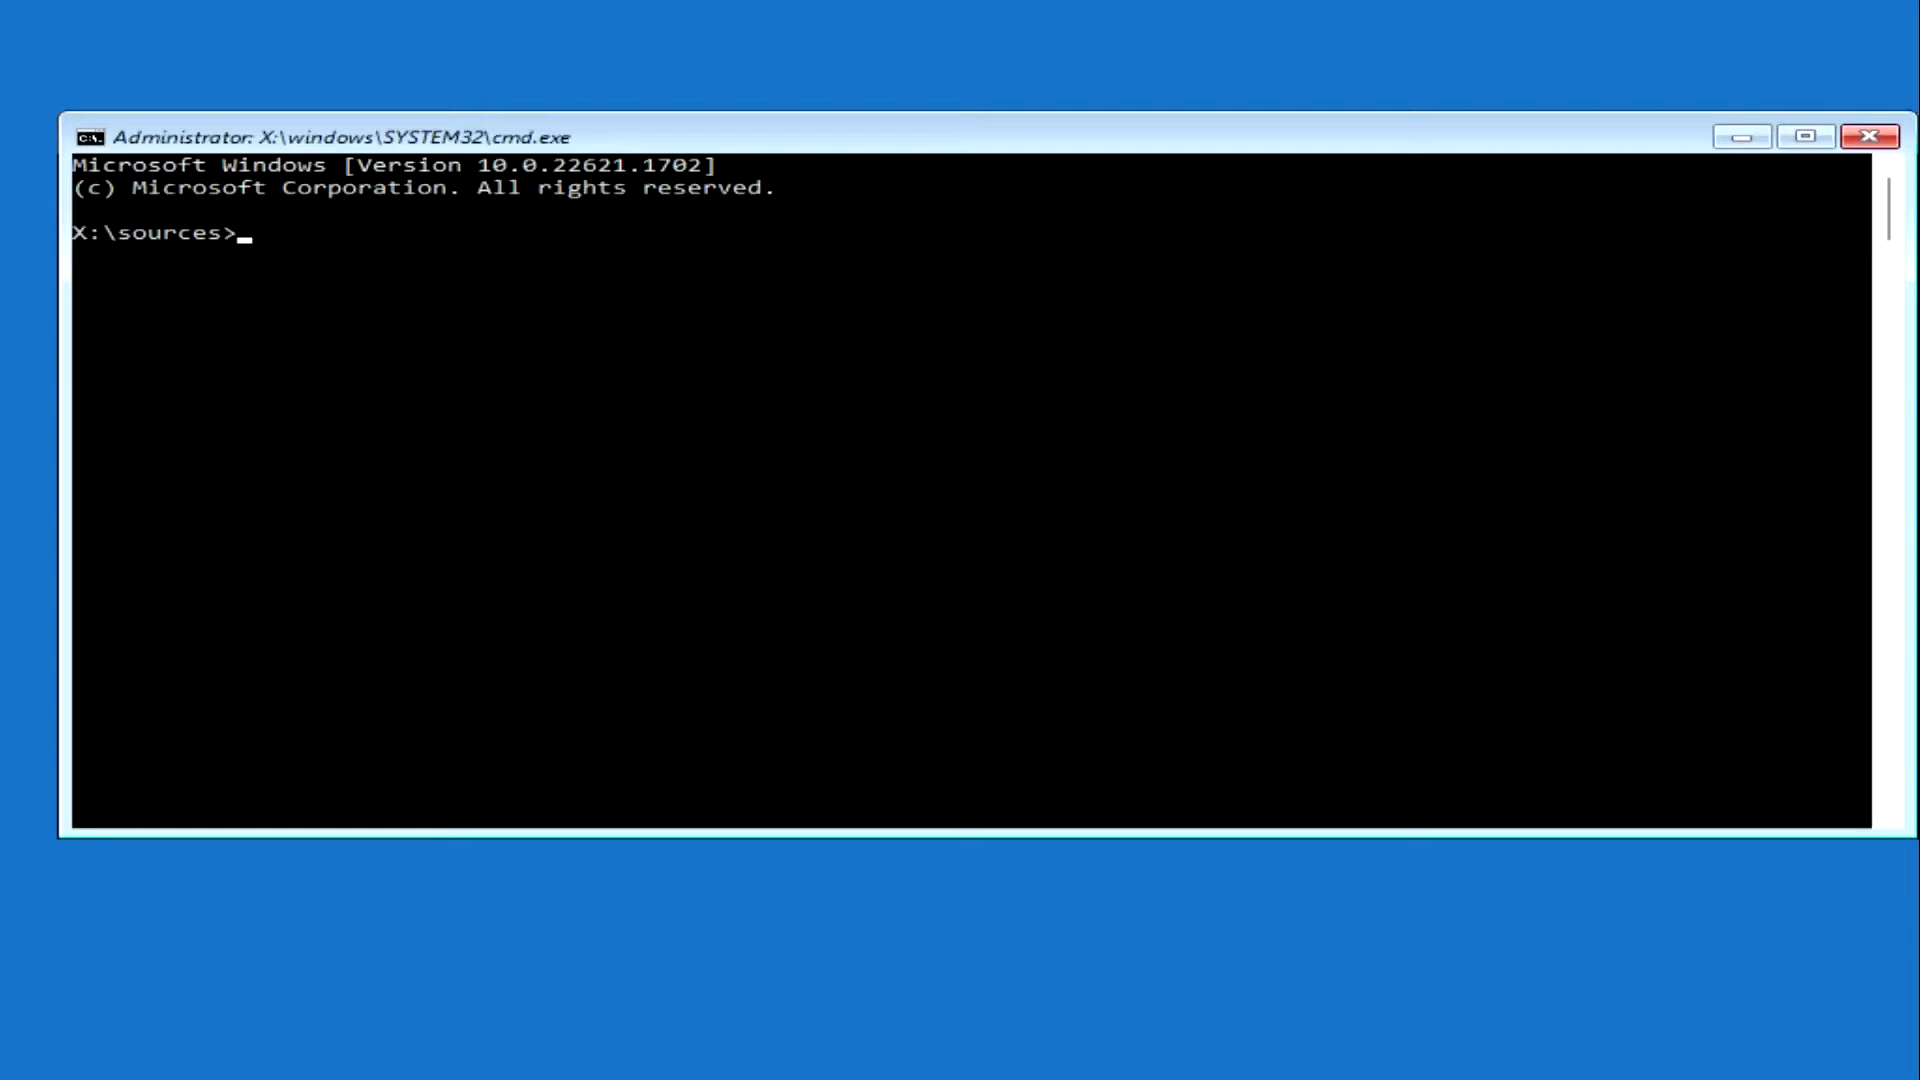 Administrator: X:\windows\SYSTEM32\cmd.exe
Microsoft Windows [Version 10.0.22621.1702]
(c) Microsoft Corporation. All rights reserved.
X:\sources>